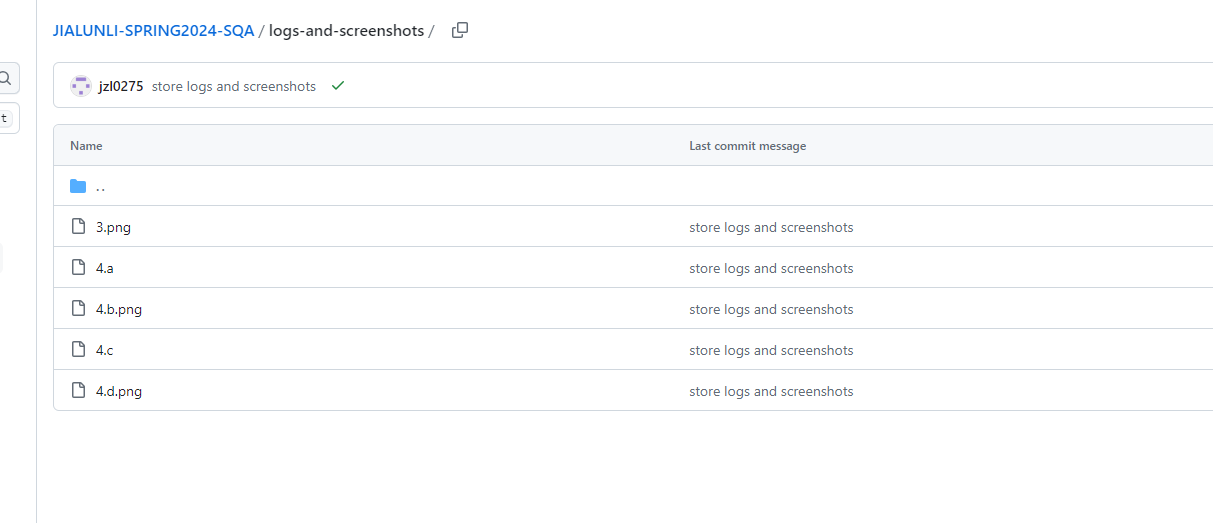 JIALUNLI-SPRING2024-SQA / logs-and-screenshots /
jzl0275 store logs and screenshots
t
Name Last commit message
..
3.png store logs and screenshots
4.a store logs and screenshots
4.b.png store logs and screenshots
4.c store logs and screenshots
4.d.png store logs and screenshots